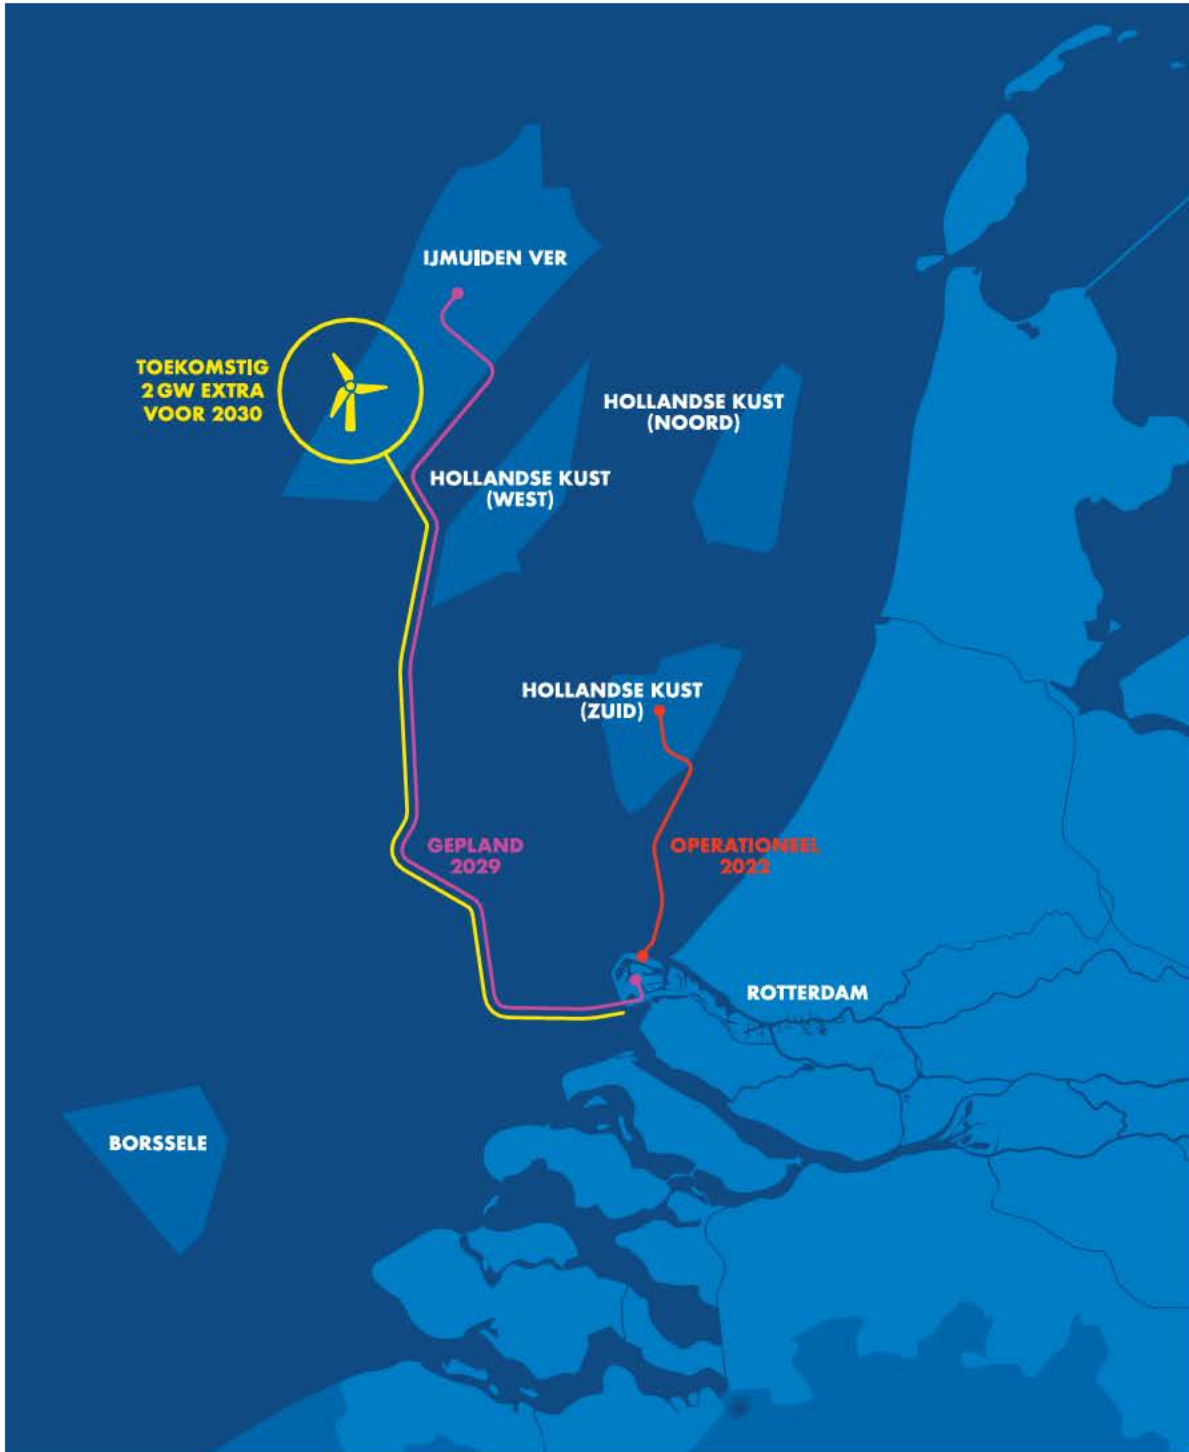 IJMUIDEN VER
TOEKOMSTIG
2 GW EXTRA
VOOR 2030
HOLLANDSE KUST
(NOORD)
HOLLANDSE KUST
(WEST)
HOLLANDSE KUST
(ZUID)
GEPLAND
2029
OPERATIONEEL
2022
ROTTERDAM
BORSSELE